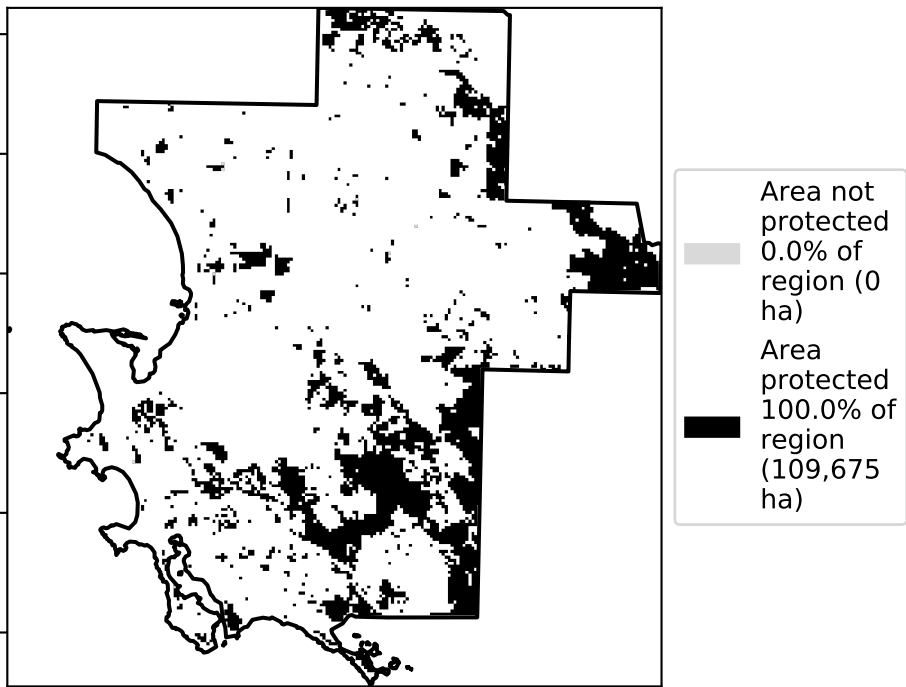 Area not
protected
0.0% of
region (0
ha)
Area
protected
100.0% of
region
(109,675
ha)